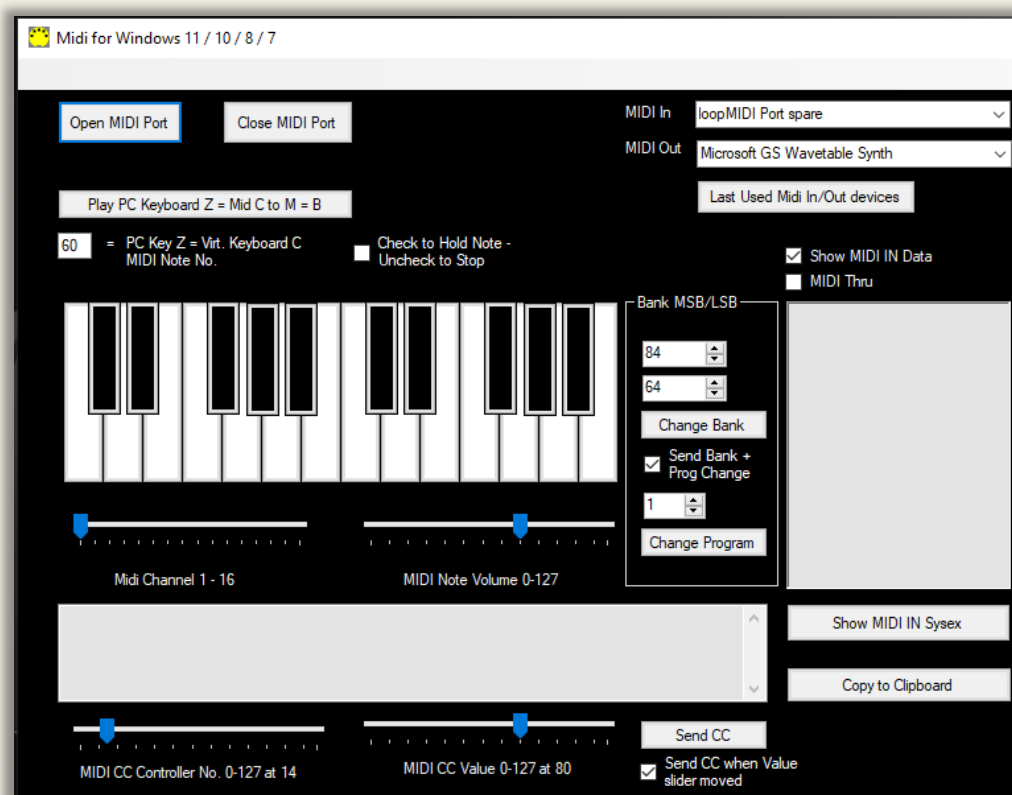 Midi for Windows 11 / 10 / 8 / 7
Open MIDI Port
Close MIDI Port
MIDI In
loopMIDI Port spare
MIDI Out
Microsoft GS Wavetable Synth
Last Used Midi In/Out devices
Play PC Keyboard Z = Mid C to M = B
60
= PC Key Z = Virt. Keyboard C
MIDI Note No.
Check to Hold Note -
Uncheck to Stop
Show MIDI IN Data
MIDI Thru
Bank MSB/LSB
84
64
Change Bank
Send Bank +
Prog Change
1
Change Program
Midi Channel 1 - 16
MIDI Note Volume 0-127
Show MIDI IN Sysex
Copy to Clipboard
MIDI CC Controller No. 0-127 at 14
MIDI CC Value 0-127 at 80
Send CC
Send CC when Value
slider moved